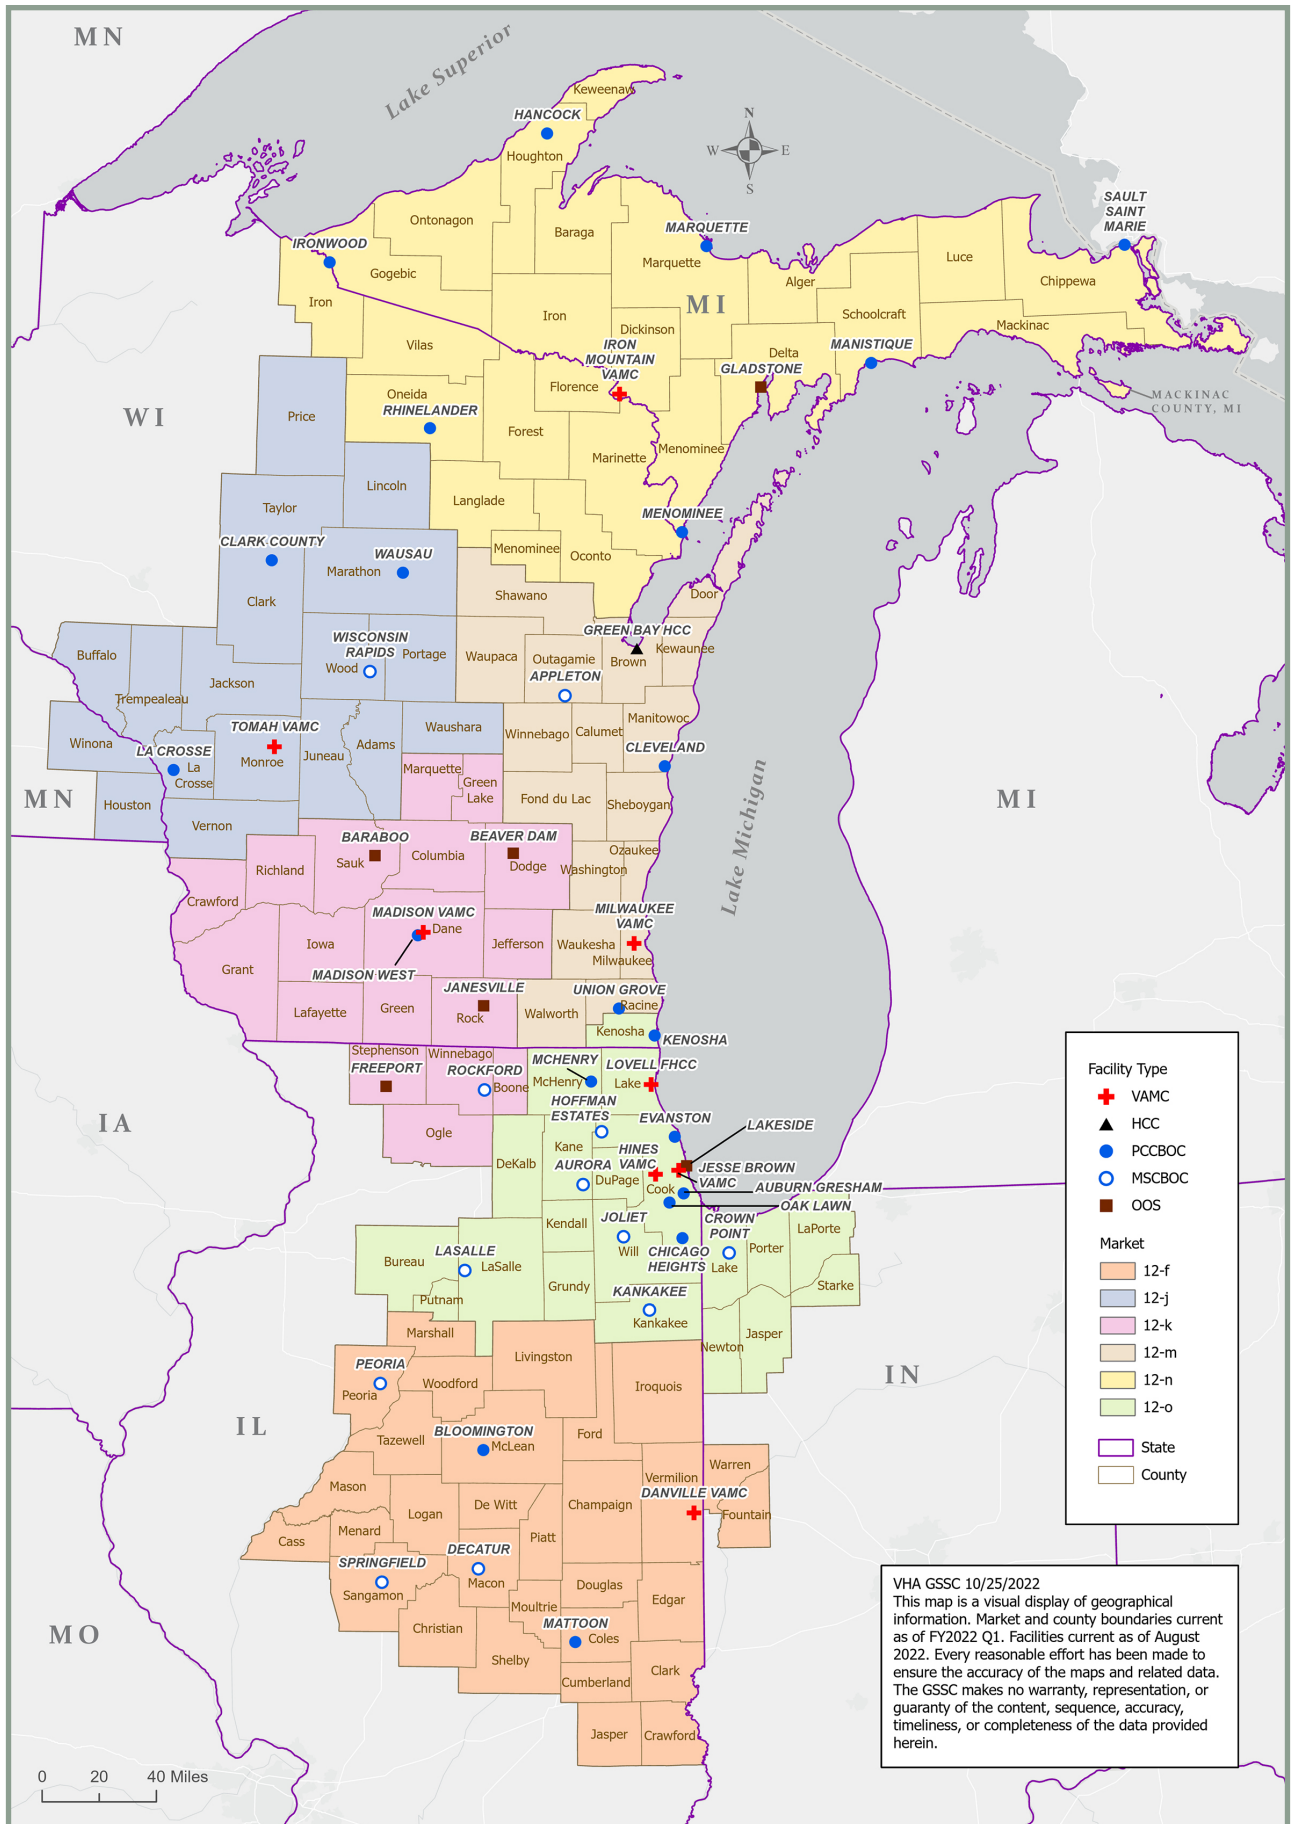 MN
Lake Superior
Keweenaw
HANCOCK
Houghton
N
W
E
S
SAULT
SAINT
MARIE
Ontonagon
Baraga
MARQUETTE
Marquette
IRONWOOD
Gogebic
Luce
Alger
Chippewa
Iron
Iron
MI
Schoolcraft
Mackinac
Dickinson
Vilas
IRON
MOUNTAIN
VAMC
Delta
MANISTIQUE
GLADSTONE
Florence
Oneida
RHINELANDER
MACKINAC
COUNTY, MI
WI
Price
Forest
Marinette
Menominee
Lincoln
Langlade
Taylor
MENOMINEE
CLARK COUNTY
WAUSAU
Marathon
Menominee
Oconto
Clark
Shawano
Door
GREEN BAY HCC
WISCONSIN
RAPIDS
Wood
Portage
Waupaca
Outagamie
Brown
Kewaunee
APPLETON
Buffalo
Trempealeau
Jackson
Manitowoc
TOMAH VAMC
Monroe
Juneau
Adams
Waushara
Winnebago
Calumet
CLEVELAND
Winona
LA CROSSE
La
Crosse
Marquette
Green
Lake
Fond du Lac
Sheboygan
MN
Houston
Vernon
MI
Lake Michigan
BARABOO
Sauk
Columbia
BEAVER DAM
Dodge
Ozaukee
Washington
Richland
Crawford
MADISON VAMC
Dane
MILWAUKEE
VAMC
Iowa
Jefferson
Waukesha
Milwaukee
Grant
MADISON WEST
JANESVILLE
UNION GROVE
Racine
Lafayette
Green
Rock
Walworth
Kenosha
KENOSHA
Stephenson
Winnebago
FREEPORT
ROCKFORD
Boone
MCHENRY
McHenry
LOVELL FHCC
Lake
HOFFMAN
ESTATES
EVANSTON
LAKESIDE
IA
Ogle
DeKalb
Kane
HINES
VAMC
AURORA
DuPage
Cook
JESSE BROWN
VAMC
AUBURN GRESHAM
OAK LAWN
Kendall
JOLIET
Will
CROWN
POINT
Lake
Porter
LaPorte
CHICAGO
HEIGHTS
Bureau
LASALLE
LaSalle
Putnam
Grundy
Starke
KANKAKEE
Kankakee
Marshall
Newton
Jasper
Livingston
PEORIA
Peoria
Woodford
Iroquois
IN
IL
Tazewell
BLOOMINGTON
McLean
Ford
Mason
Vermilion
Warren
DANVILLE VAMC
Logan
De Witt
Champaign
Fountain
Cass
Menard
Piatt
SPRINGFIELD
Sangamon
DECATUR
Macon
Douglas
Edgar
Moultrie
MATTOON
Coles
Christian
Shelby
Cumberland
Clark
MO
Jasper
Crawford
0 20 40 Miles
Facility Type
VAMC
HCC
PCCBOC
MSCBOC
OOS
Market
12-f
12-j
12-k
12-m
12-n
12-o
State
County
VHA GSSC 10/25/2022
This map is a visual display of geographical
information. Market and county boundaries current
as of FY2022 Q1. Facilities current as of August
2022. Every reasonable effort has been made to
ensure the accuracy of the maps and related data.
The GSSC makes no warranty, representation, or
guaranty of the content, sequence, accuracy,
timeliness, or completeness of the data provided
herein.